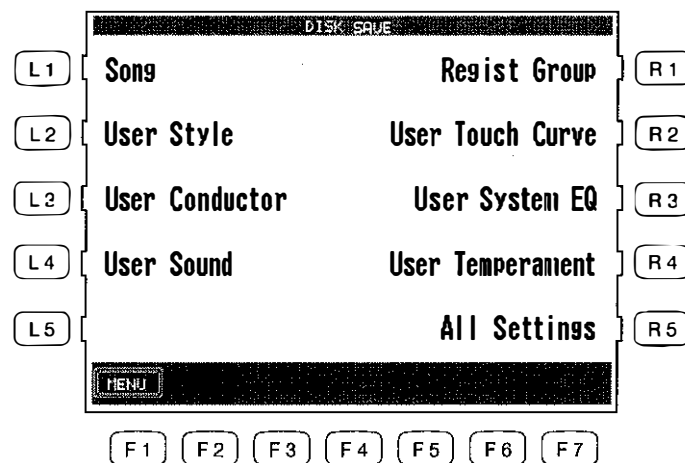 DISK SAVE
L1 Song Regist Group R1
L2 User Style User Touch Curve R2
L3 User Conductor User System EQ R3
L4 User Sound User Temperament R4
L5 All Settings R5
MENU
F1 F2 F3 F4 F5 F6 F7